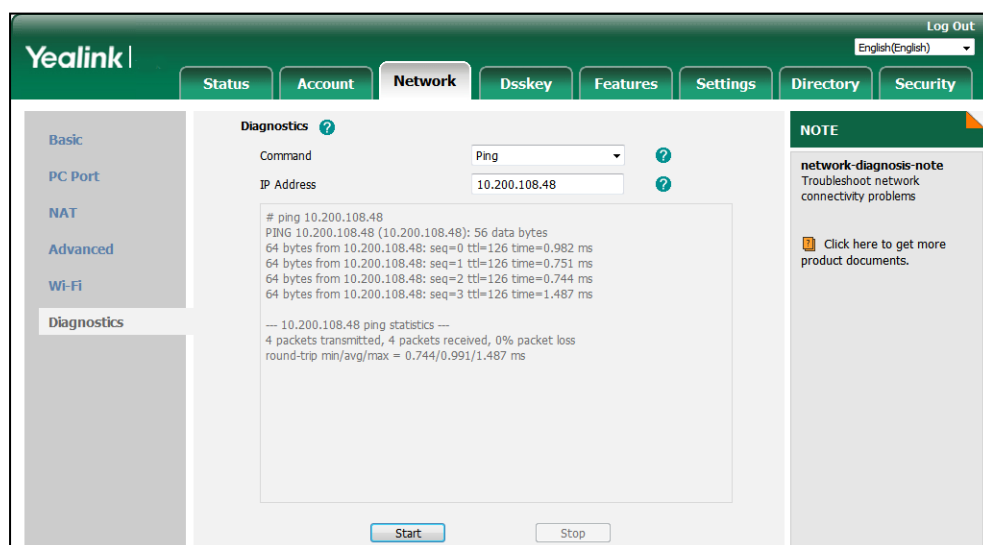 Log Out
Yealink
English(English)
Status Account Network Dsskey Features Settings Directory Security
Basic
PC Port
NAT
Advanced
Wi-Fi
Diagnostics
Diagnostics ?
Command Ping ?
IP Address 10.200.108.48 ?
# ping 10.200.108.48
PING 10.200.108.48 (10.200.108.48): 56 data bytes
64 bytes from 10.200.108.48: seq=0 ttl=126 time=0.982 ms
64 bytes from 10.200.108.48: seq=1 ttl=126 time=0.751 ms
64 bytes from 10.200.108.48: seq=2 ttl=126 time=0.744 ms
64 bytes from 10.200.108.48: seq=3 ttl=126 time=1.487 ms
--- 10.200.108.48 ping statistics ---
4 packets transmitted, 4 packets received, 0% packet loss
round-trip min/avg/max = 0.744/0.991/1.487 ms
Start Stop
NOTE
network-diagnosis-note
Troubleshoot network
connectivity problems
? Click here to get more
product documents.